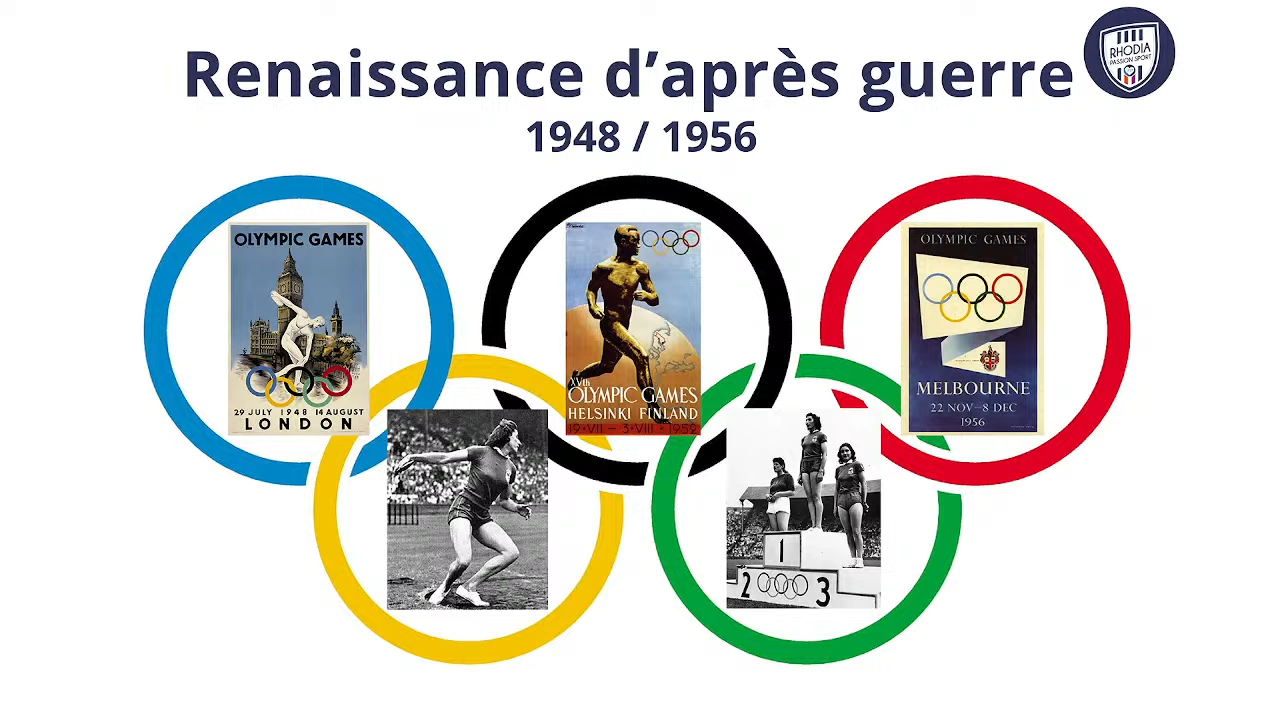 Renaissance d’après guerre
1948 / 1956
RHODIA
PASSION SPORT
OLYMPIC GAMES
29 JULY 1948 14 AUGUST
LONDON
XVth
OLYMPIC GAMES
HELSINKI FINLAND
19·VII – 3·VIII·1952
OLYMPIC GAMES
MELBOURNE
22 NOV–8 DEC
1956
1
2
3